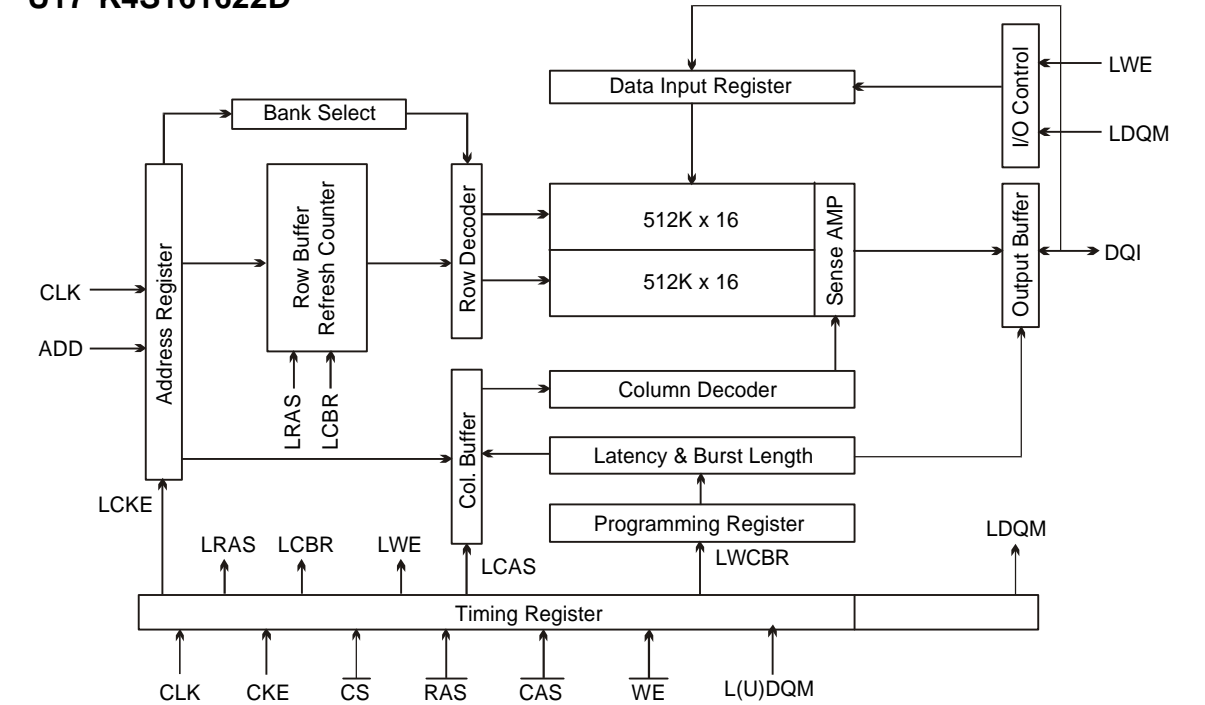 U17 K4S161622D
Data Input Register
I/O Control
LWE
LDQM
Bank Select
Address Register
Row Buffer
Refresh Counter
Row Decoder
512K x 16
512K x 16
Sense AMP
Output Buffer
DQI
CLK
ADD
LRAS
LCBR
Col. Buffer
Column Decoder
Latency & Burst Length
Programming Register
LCKE
LRAS
LCBR
LWE
LCAS
LWCBR
LDQM
Timing Register
CLK
CKE
CS
RAS
CAS
WE
L(U)DQM